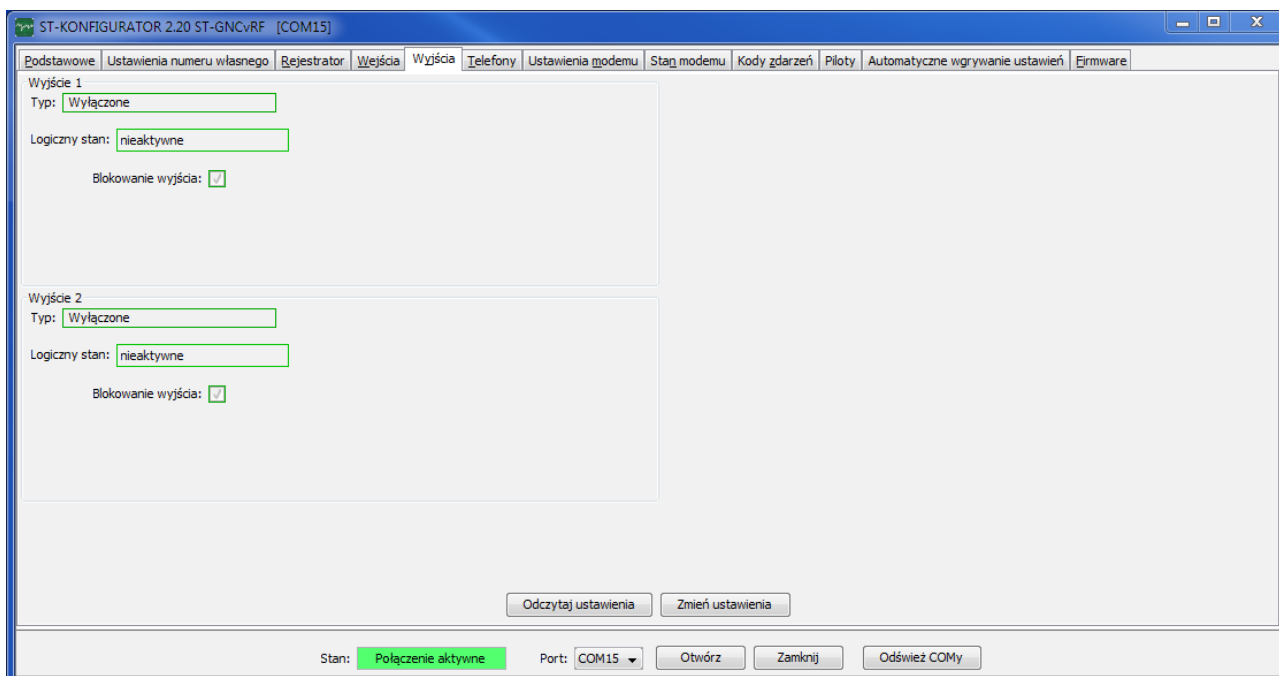 ST-KONFIGURATOR 2.20 ST-GNCvRF [COM15]
Podstawowe Ustawienia numeru własnego Rejestrator Wejścia Wyjścia Telefony Ustawienia modemu Stan modemu Kody zdarzeń Piloty Automatyczne wgrywanie ustawień Firmware
Wyjście 1
Typ: Wyłączone
Logiczny stan: nieaktywne
Blokowanie wyjścia:
Wyjście 2
Typ: Wyłączone
Logiczny stan: nieaktywne
Blokowanie wyjścia:
Odczytaj ustawienia Zmień ustawienia
Stan: Połączenie aktywne Port: COM15 Otwórz Zamknij Odśwież COMy